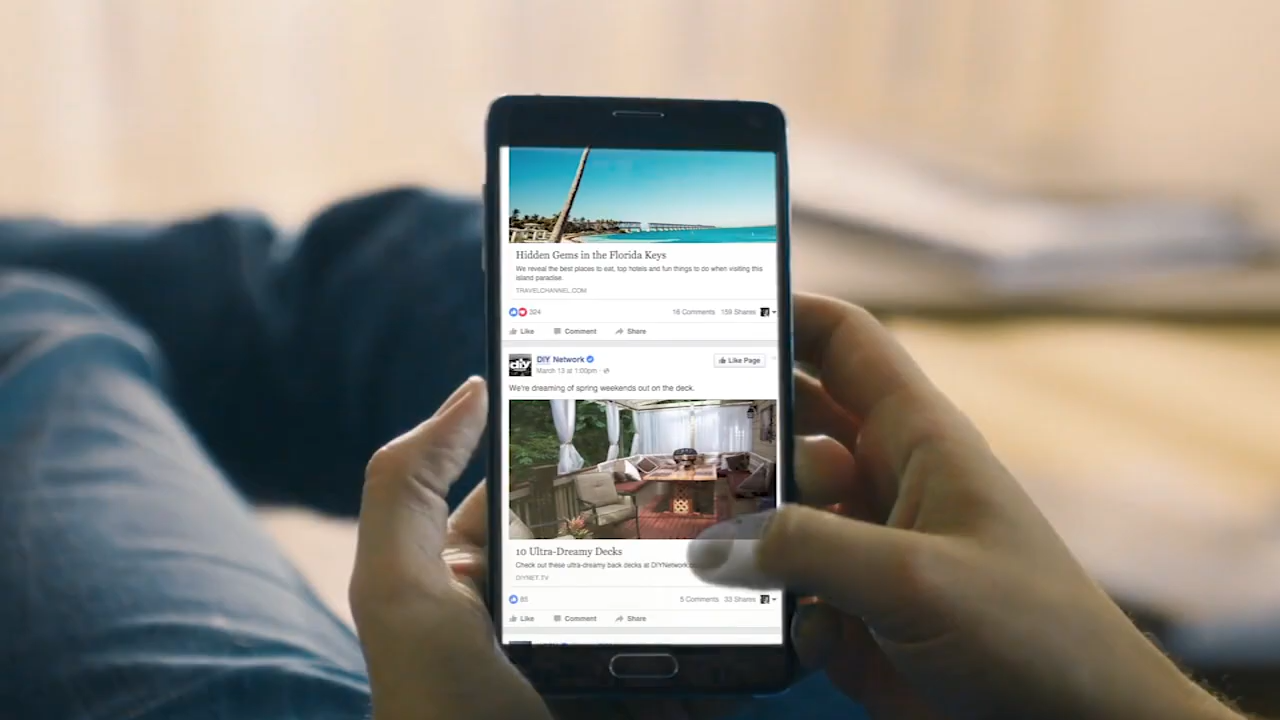 Hidden Gems in the Florida Keys
We reveal the best places to eat, top hotels and fun things to do when visiting this
island paradise.
TRAVELCHANNEL.COM
324 16 Comments 159 Shares
Like Comment Share
diy DIY Network Like Page
March 13 at 1:00pm ·
We're dreaming of spring weekends out on the deck.
10 Ultra-Dreamy Decks
Check out these ultra-dreamy back decks at DIYNetwork.
DIYNET.TV
85 5 Comments 33 Shares
Like Comment Share